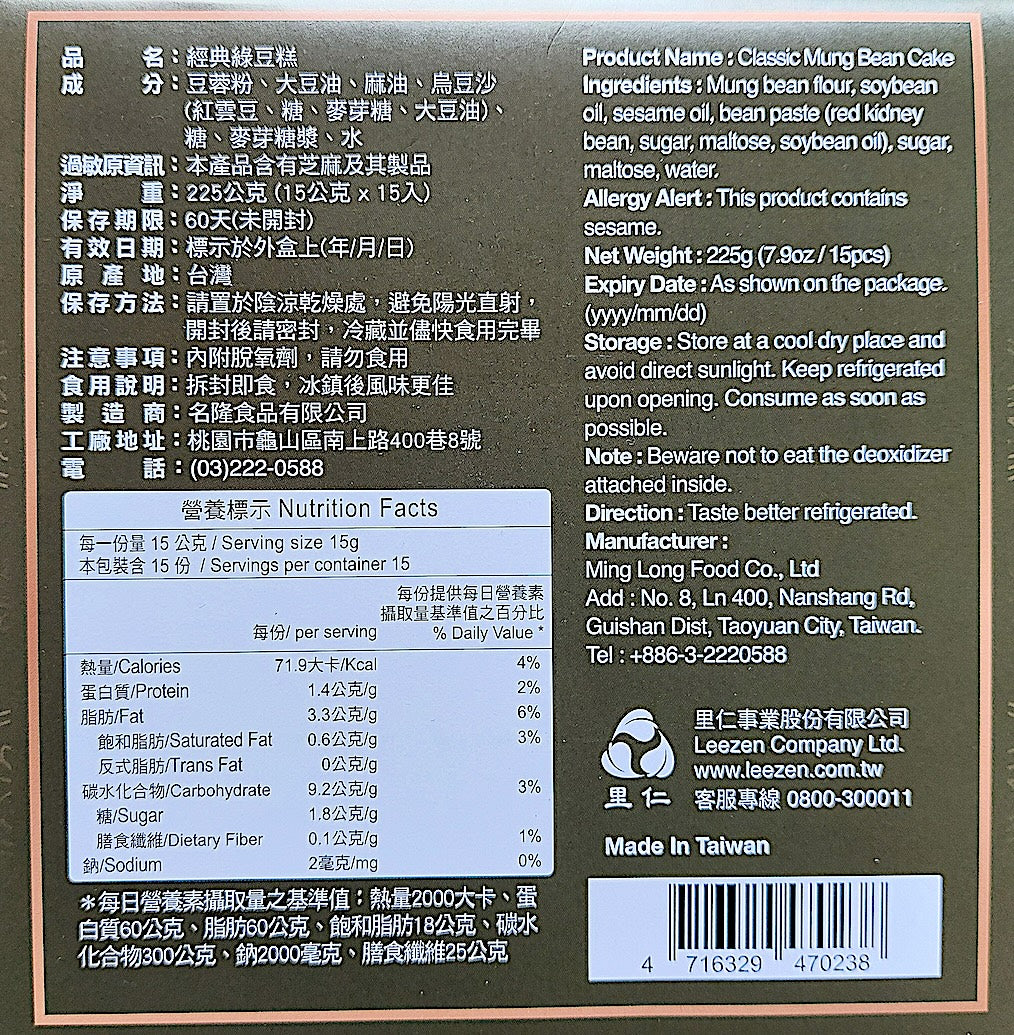 品名：經典綠豆糕
成分：豆蓉粉、大豆油、麻油、烏豆沙
(紅雲豆、糖、麥芽糖、大豆油)、
糖、麥芽糖漿、水
過敏原資訊：本產品含有芝麻及其製品
淨重：225公克 (15公克 x 15入)
保存期限：60天(未開封)
有效日期：標示於外盒上(年/月/日)
原產地：台灣
保存方法：請置於陰涼乾燥處，避免陽光直射，
開封後請密封，冷藏並儘快食用完畢
注意事項：內附脫氧劑，請勿食用
食用說明：拆封即食，冰鎮後風味更佳
製造商：名隆食品有限公司
工廠地址：桃園市龜山區南上路400巷8號
電話：(03)222-0588
營養標示 Nutrition Facts
每一份量 15 公克 / Serving size 15g
本包裝含 15 份 / Servings per container 15
每份提供每日營養素
攝取量基準值之百分比
每份/ per serving % Daily Value *
熱量/Calories 71.9大卡/Kcal 4%
蛋白質/Protein 1.4公克/g 2%
脂肪/Fat 3.3公克/g 6%
飽和脂肪/Saturated Fat 0.6公克/g 3%
反式脂肪/Trans Fat 0公克/g
碳水化合物/Carbohydrate 9.2公克/g 3%
糖/Sugar 1.8公克/g
膳食纖維/Dietary Fiber 0.1公克/g 1%
鈉/Sodium 2毫克/mg 0%
＊每日營養素攝取量之基準值：熱量2000大卡、蛋
白質60公克、脂肪60公克、飽和脂肪18公克、碳水
化合物300公克、鈉2000毫克、膳食纖維25公克
Product Name : Classic Mung Bean Cake
Ingredients : Mung bean flour, soybean
oil, sesame oil, bean paste (red kidney
bean, sugar, maltose, soybean oil), sugar,
maltose, water.
Allergy Alert : This product contains
sesame.
Net Weight : 225g (7.9oz / 15pcs)
Expiry Date : As shown on the package.
(yyyy/mm/dd)
Storage : Store at a cool dry place and
avoid direct sunlight. Keep refrigerated
upon opening. Consume as soon as
possible.
Note : Beware not to eat the deoxidizer
attached inside.
Direction : Taste better refrigerated.
Manufacturer :
Ming Long Food Co., Ltd
Add : No. 8, Ln 400, Nanshang Rd,
Guishan Dist, Taoyuan City, Taiwan.
Tel : +886-3-2220588
里仁事業股份有限公司
Leezen Company Ltd.
www.leezen.com.tw
里仁 客服專線 0800-300011
Made In Taiwan
4 716329 470238